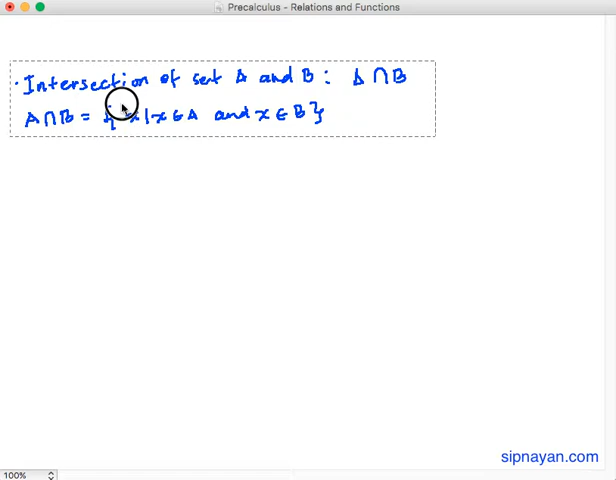 Precalculus - Relations and Functions
· Intersection of set A and B : A ∩ B
A ∩ B = { x | x ∈ A and x ∈ B }
sipnayan.com
100%